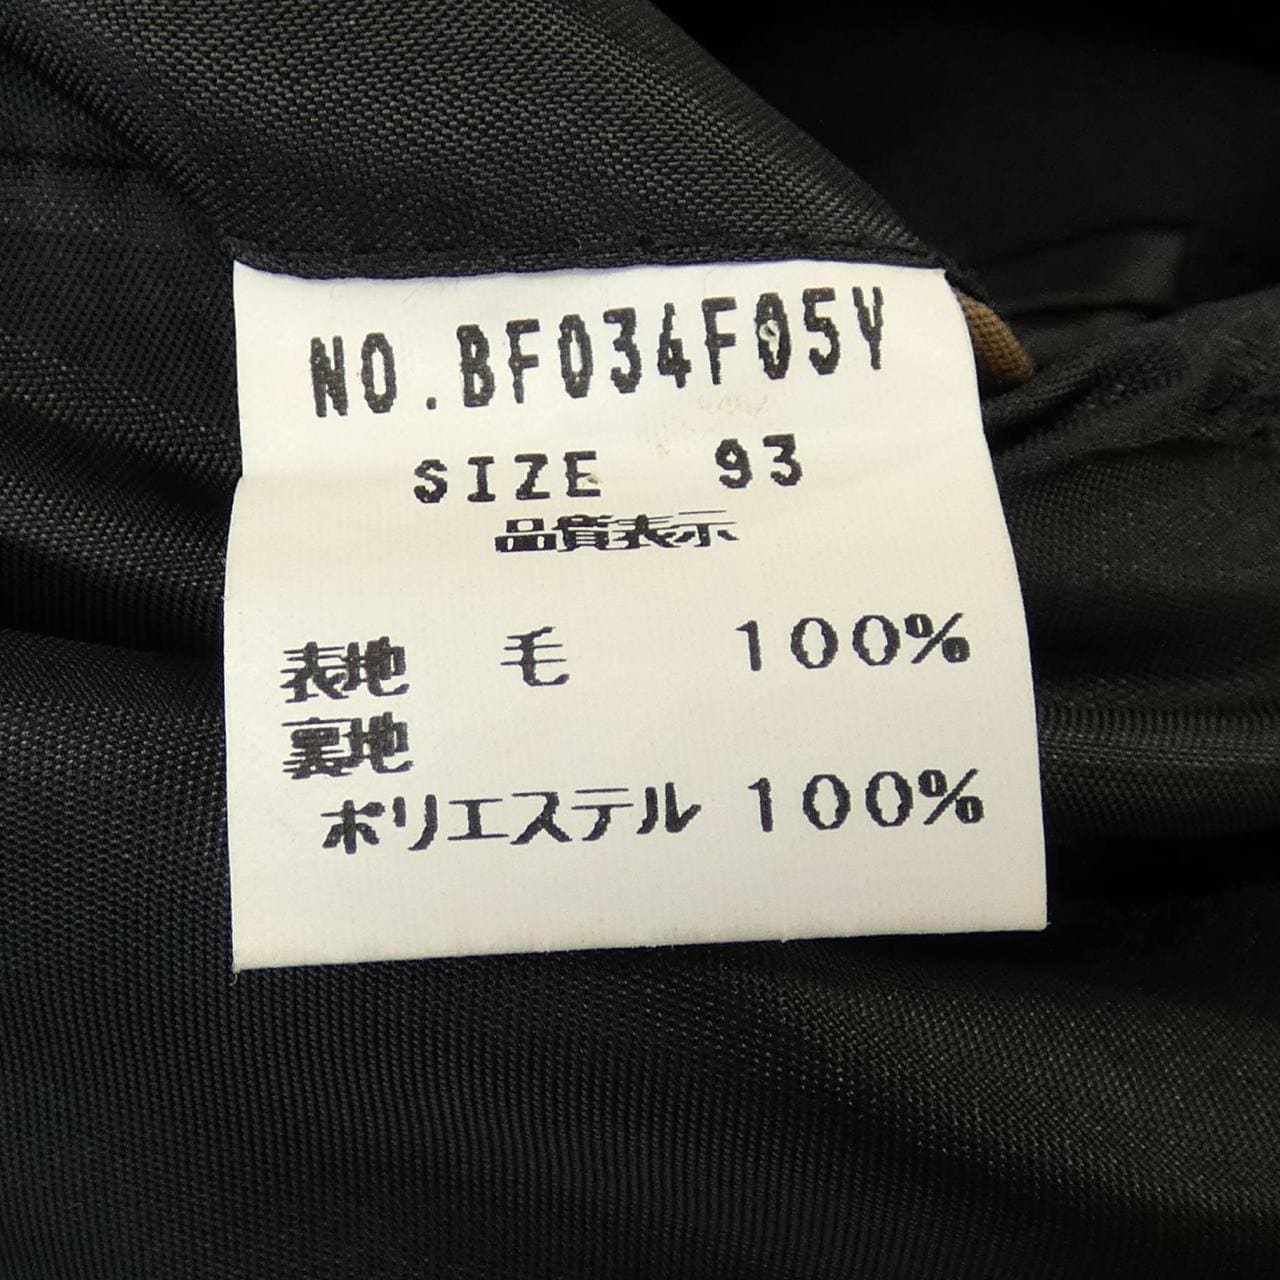 NO.BF034F05Y
SIZE 93
品質表示
表地 毛 100%
裏地
ポリエステル 100%